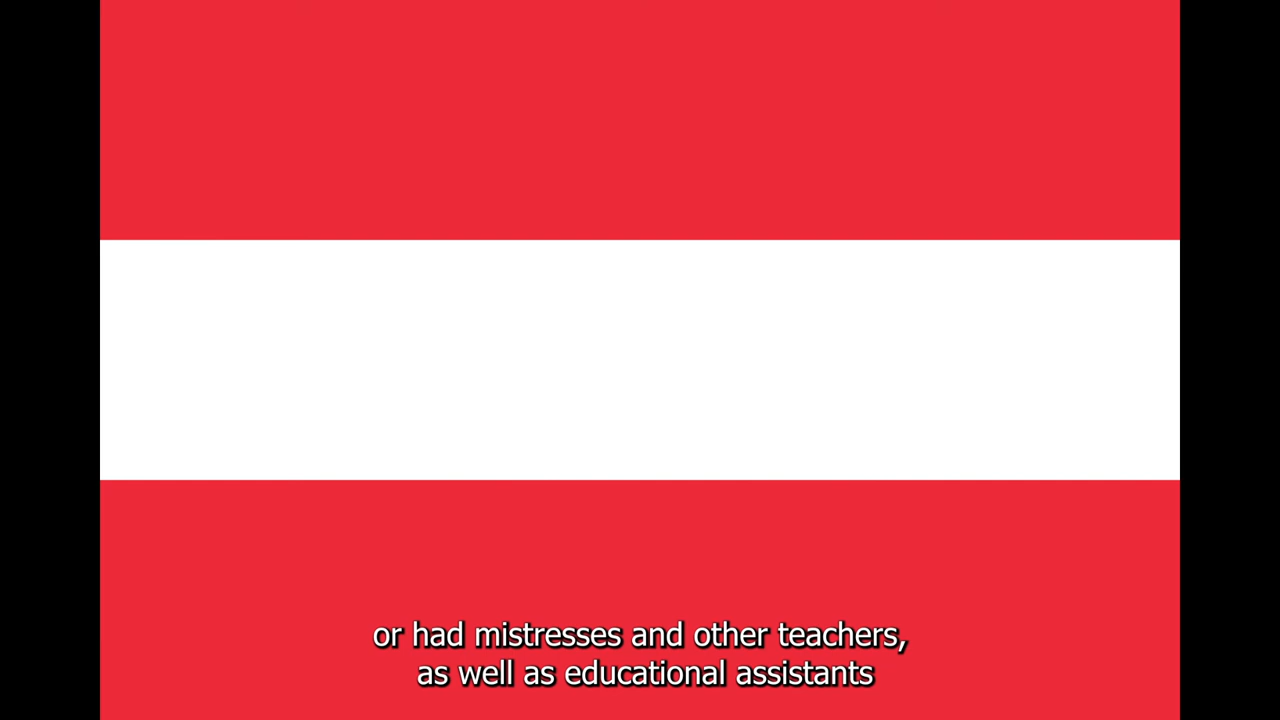 or had mistresses and other teachers,
as well as educational assistants